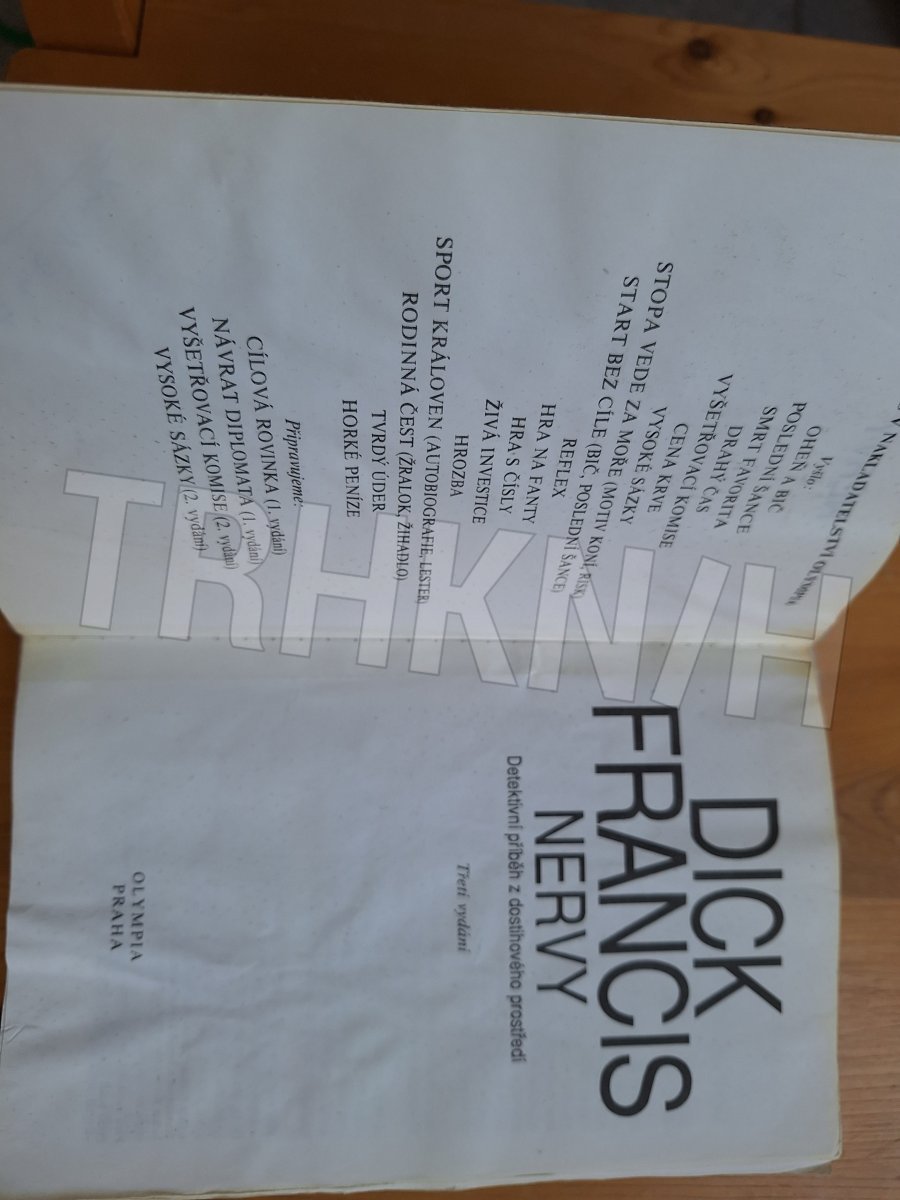 V NAKLADATELSTVÍ OLYMPIA
Vyšlo:
OHEŇ A BIČ
POSLEDNÍ ŠANCE
SMRT FAVORITA
DRAHÝ ČAS
VYŠETŘOVACÍ KOMISE
CENA KRVE
VYSOKÉ SÁZKY
STOPA VEDE ZA MOŘE (MOTIV KONÍ, RISK)
START BEZ CÍLE (BIČ, POSLEDNÍ ŠANCE)
REFLEX
HRA NA FANTY
HRA S ČÍSLY
ŽIVÁ INVESTICE
HROZBA
SPORT KRÁLOVEN (AUTOBIOGRAFIE, LESTER)
RODINNÁ ČEST (ŽRALOK, ŽIHADLO)
TVRDÝ ÚDER
HORKÉ PENÍZE
Připravujeme:
CÍLOVÁ ROVINKA (1. vydání)
NÁVRAT DIPLOMATA (1. vydání)
VYŠETŘOVACÍ KOMISE (2. vydání)
VYSOKÉ SÁZKY (2. vydání)
DICK
FRANCIS
NERVY
Detektivní příběh z dostihového prostředí
Třetí vydání
OLYMPIA
PRAHA
TRHKNIH